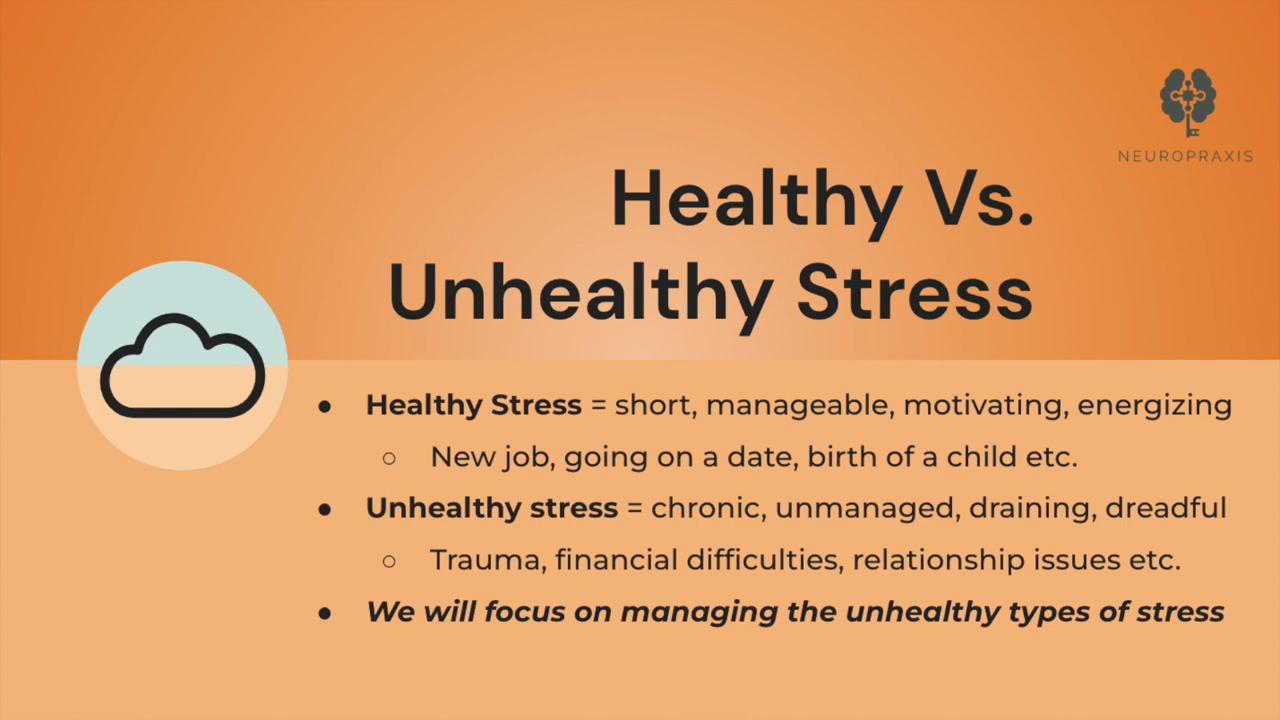 NEUROPRAXIS
Healthy Vs.
Unhealthy Stress
● Healthy Stress = short, manageable, motivating, energizing
○ New job, going on a date, birth of a child etc.
● Unhealthy stress = chronic, unmanaged, draining, dreadful
○ Trauma, financial difficulties, relationship issues etc.
● We will focus on managing the unhealthy types of stress